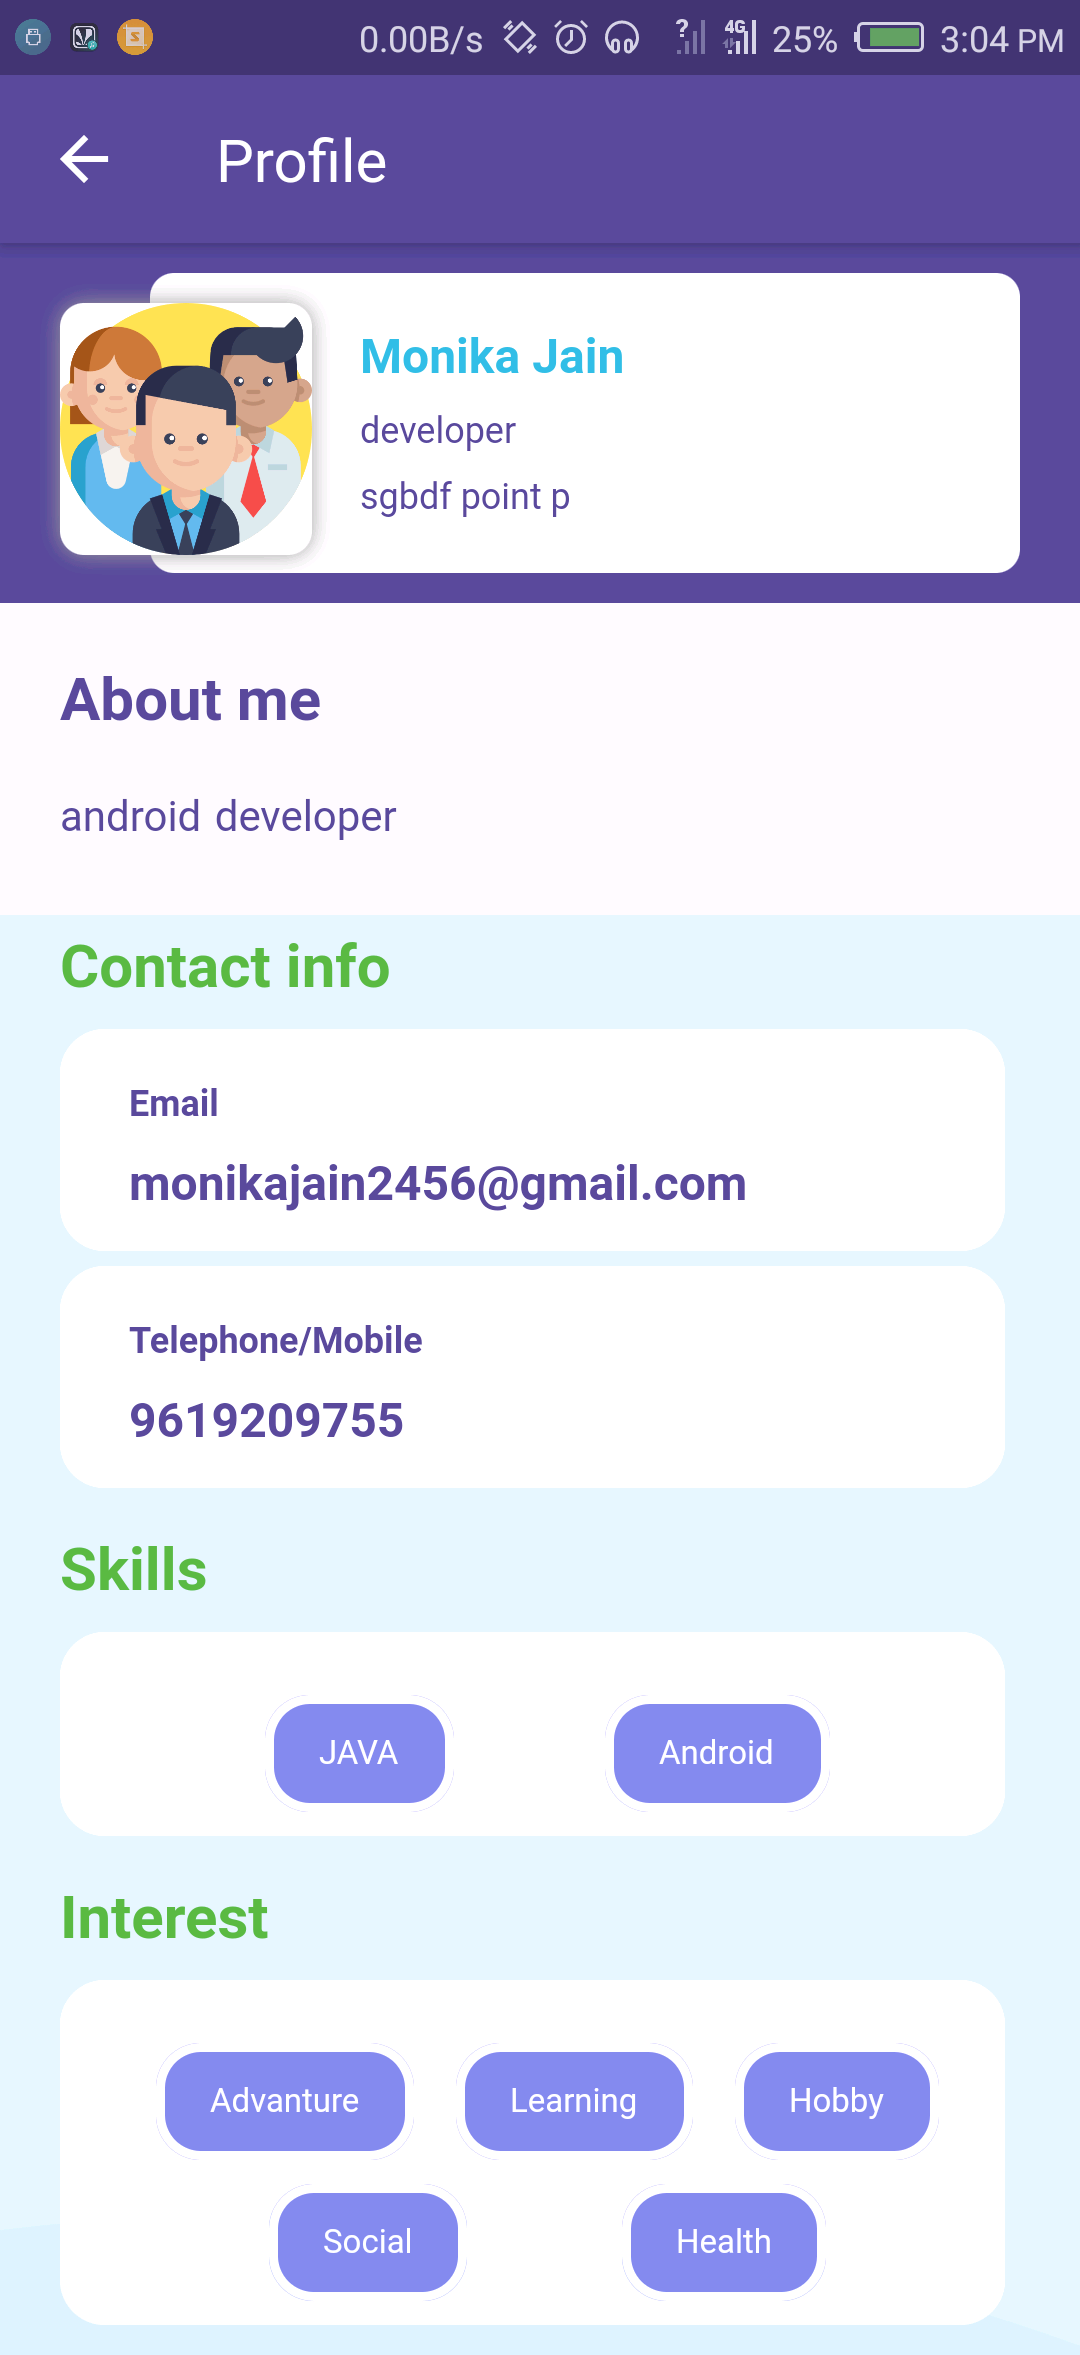 0.00B/s ? 4G 25% 3:04 PM
Profile
Monika Jain
developer
sgbdf point p
About me
android developer
Contact info
Email
monikajain2456@gmail.com
Telephone/Mobile
9619209755
Skills
JAVA Android
Interest
Advanture Learning Hobby
Social Health